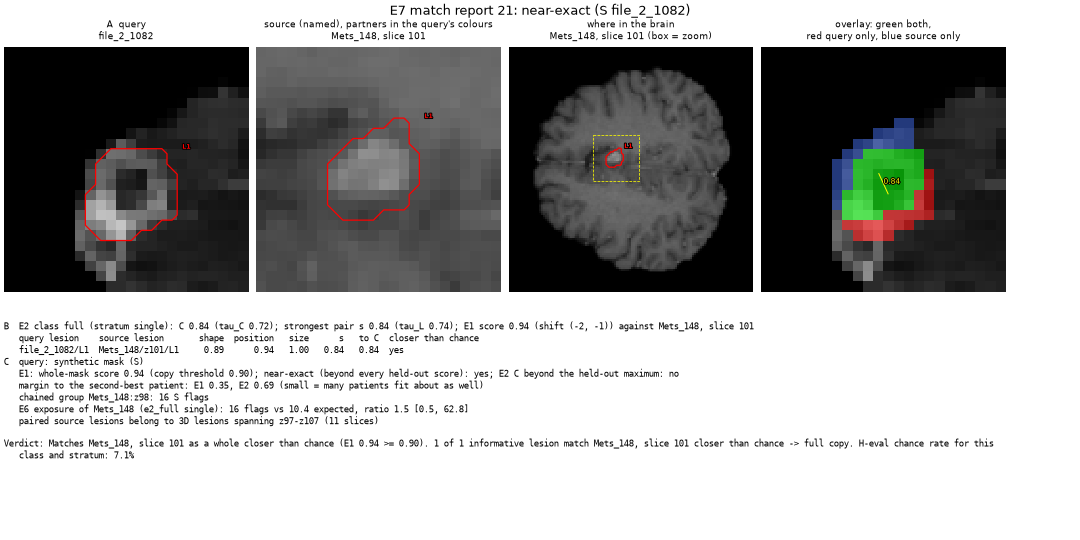 E7 match report 21: near-exact (S file_2_1082)
A query
file_2_1082
source (named), partners in the query's colours
Mets_148, slice 101
where in the brain
Mets_148, slice 101 (box = zoom)
overlay: green both,
red query only, blue source only
L1
L1
L1
0.84
B E2 class full (stratum single): C 0.84 (tau_C 0.72); strongest pair s 0.84 (tau_L 0.74); E1 score 0.94 (shift (-2, -1)) against Mets_148, slice 101
query lesion source lesion shape position size s to C closer than chance
file_2_1082/L1 Mets_148/z101/L1 0.89 0.94 1.00 0.84 0.84 yes
C query: synthetic mask (S)
E1: whole-mask score 0.94 (copy threshold 0.90); near-exact (beyond every held-out score): yes; E2 C beyond the held-out maximum: no
margin to the second-best patient: E1 0.35, E2 0.69 (small = many patients fit about as well)
chained group Mets_148:z98: 16 S flags
E6 exposure of Mets_148 (e2_full single): 16 flags vs 10.4 expected, ratio 1.5 [0.5, 62.8]
paired source lesions belong to 3D lesions spanning z97-z107 (11 slices)
Verdict: Matches Mets_148, slice 101 as a whole closer than chance (E1 0.94 >= 0.90). 1 of 1 informative lesion match Mets_148, slice 101 closer than chance -> full copy. H-eval chance rate for this
class and stratum: 7.1%